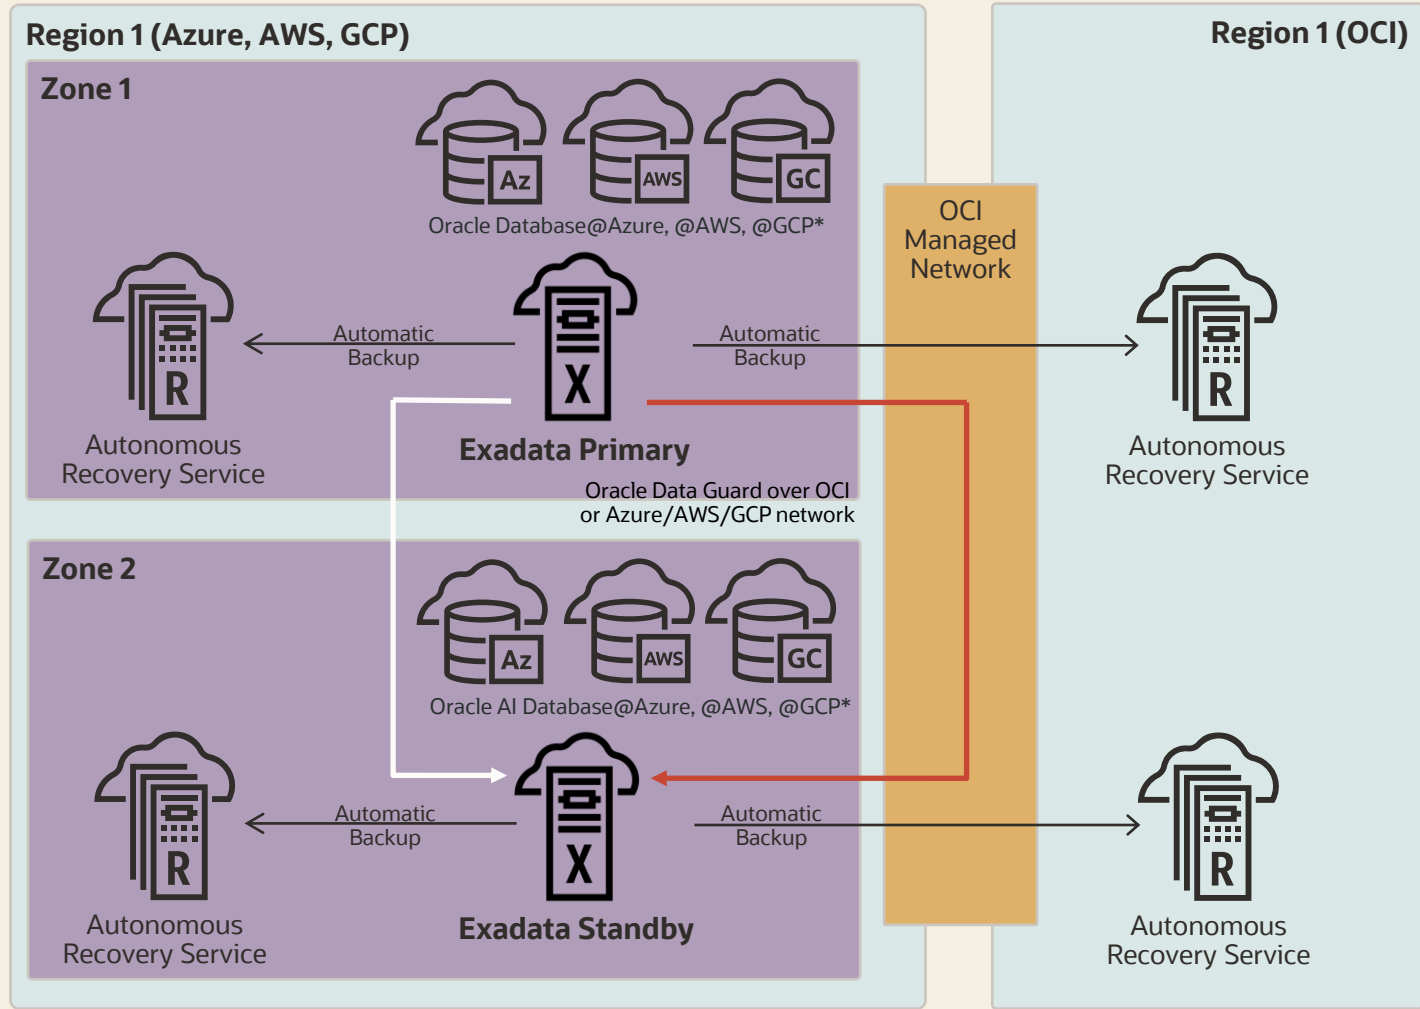 Region 1 (Azure, AWS, GCP)
Region 1 (OCI)
Zone 1
Az
AWS
GC
Oracle Database@Azure, @AWS, @GCP*
OCI
Managed
Network
Automatic
Backup
Automatic
Backup
R
X
R
Autonomous
Recovery Service
Exadata Primary
Autonomous
Recovery Service
Oracle Data Guard over OCI
or Azure/AWS/GCP network
Zone 2
Az
AWS
GC
Oracle AI Database@Azure, @AWS, @GCP*
Automatic
Backup
Automatic
Backup
R
X
R
Autonomous
Recovery Service
Exadata Standby
Autonomous
Recovery Service